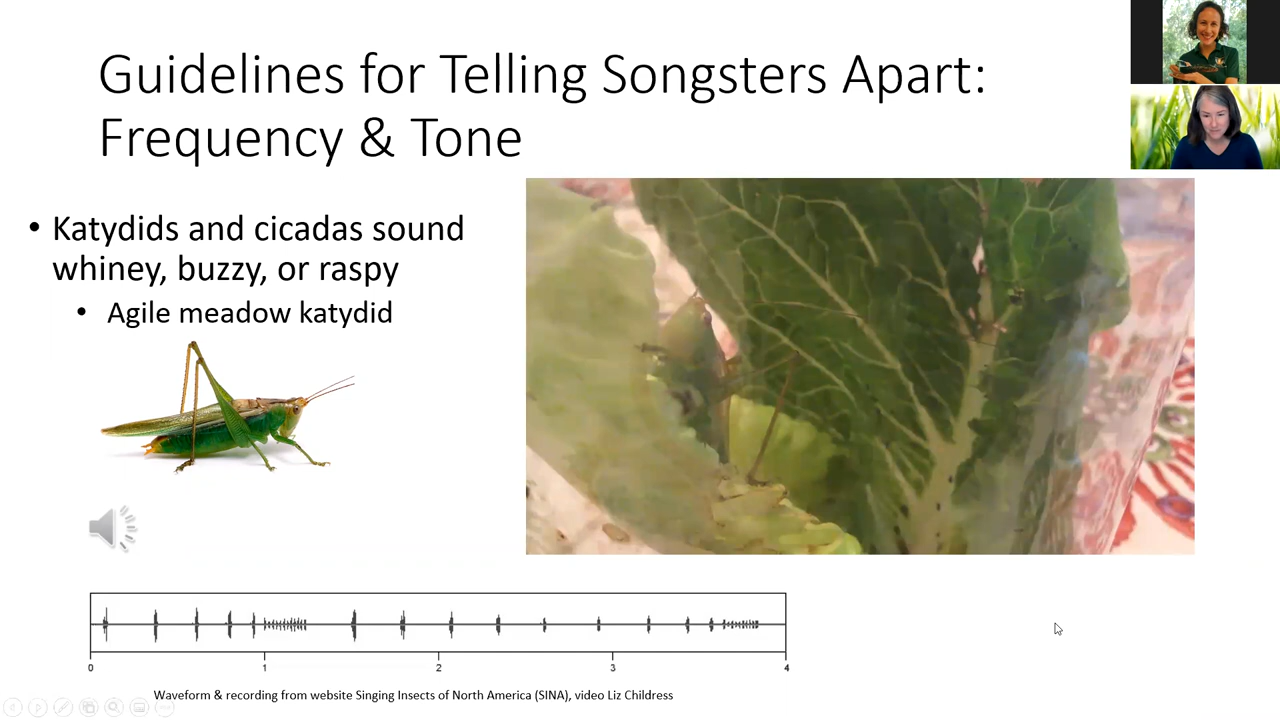 Guidelines for Telling Songsters Apart:
Frequency & Tone
• Katydids and cicadas sound
whiney, buzzy, or raspy
• Agile meadow katydid
0 1 2 3 4
Waveform & recording from website Singing Insects of North America (SINA), video Liz Childress